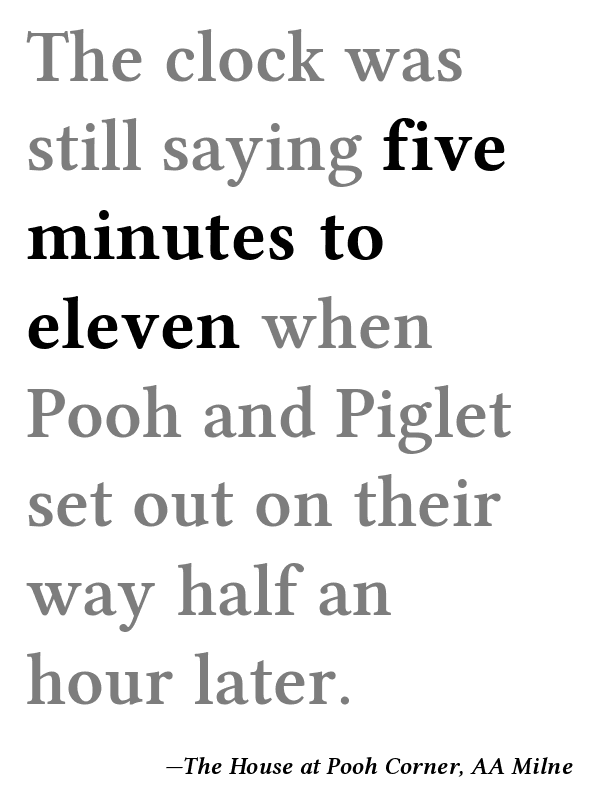 The clock was
still saying five
minutes to
eleven when
Pooh and Piglet
set out on their
way half an
hour later.
—The House at Pooh Corner, AA Milne